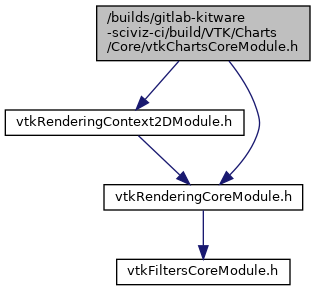 /builds/gitlab-kitware
-sciviz-ci/build/VTK/Charts
/Core/vtkChartsCoreModule.h
vtkRenderingContext2DModule.h
vtkRenderingCoreModule.h
vtkFiltersCoreModule.h